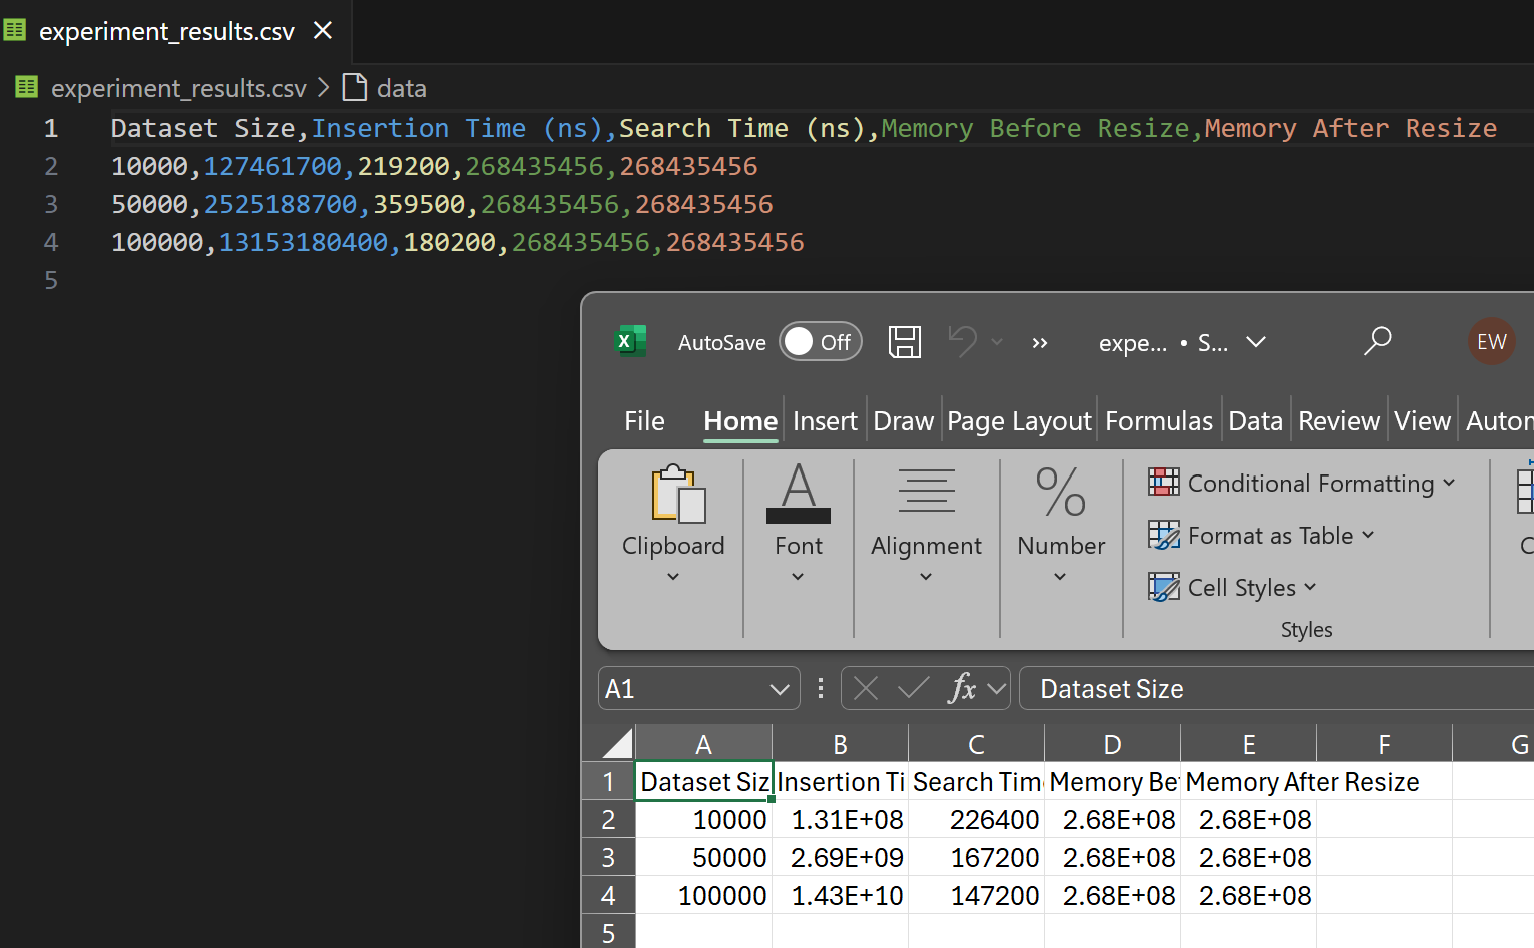 experiment_results.csv
experiment_results.csv > data
1 Dataset Size,Insertion Time (ns),Search Time (ns),Memory Before Resize,Memory After Resize
2 10000,127461700,219200,268435456,268435456
3 50000,2525188700,359500,268435456,268435456
4 100000,13153180400,180200,268435456,268435456
5
AutoSave Off expe... • S... EW
File Home Insert Draw Page Layout Formulas Data Review View Autom
Clipboard Font Alignment Number
Conditional Formatting
Format as Table
Cell Styles
Styles
C
A1 fx Dataset Size
A B C D E F G
1 Dataset Siz Insertion Ti Search Tim Memory Be Memory After Resize
2 10000 1.31E+08 226400 2.68E+08 2.68E+08
3 50000 2.69E+09 167200 2.68E+08 2.68E+08
4 100000 1.43E+10 147200 2.68E+08 2.68E+08
5